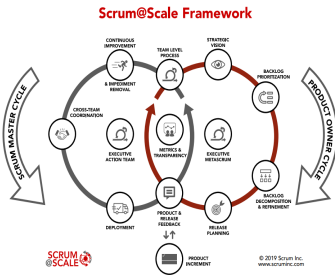 Scrum@Scale Framework
CONTINUOUS
IMPROVEMENT
& IMPEDIMENT
REMOVAL
TEAM LEVEL
PROCESS
STRATEGIC
VISION
BACKLOG
PRIORITIZATION
CROSS-TEAM
COORDINATION
SCRUM MASTER CYCLE
PRODUCT OWNER CYCLE
EXECUTIVE
ACTION TEAM
METRICS &
TRANSPARENCY
EXECUTIVE
METASCRUM
BACKLOG
DECOMPOSITION
& REFINEMENT
DEPLOYMENT
PRODUCT &
RELEASE
FEEDBACK
RELEASE
PLANNING
PRODUCT
INCREMENT
SCRUM
@SCALE
© 2019 Scrum Inc.
www.scruminc.com